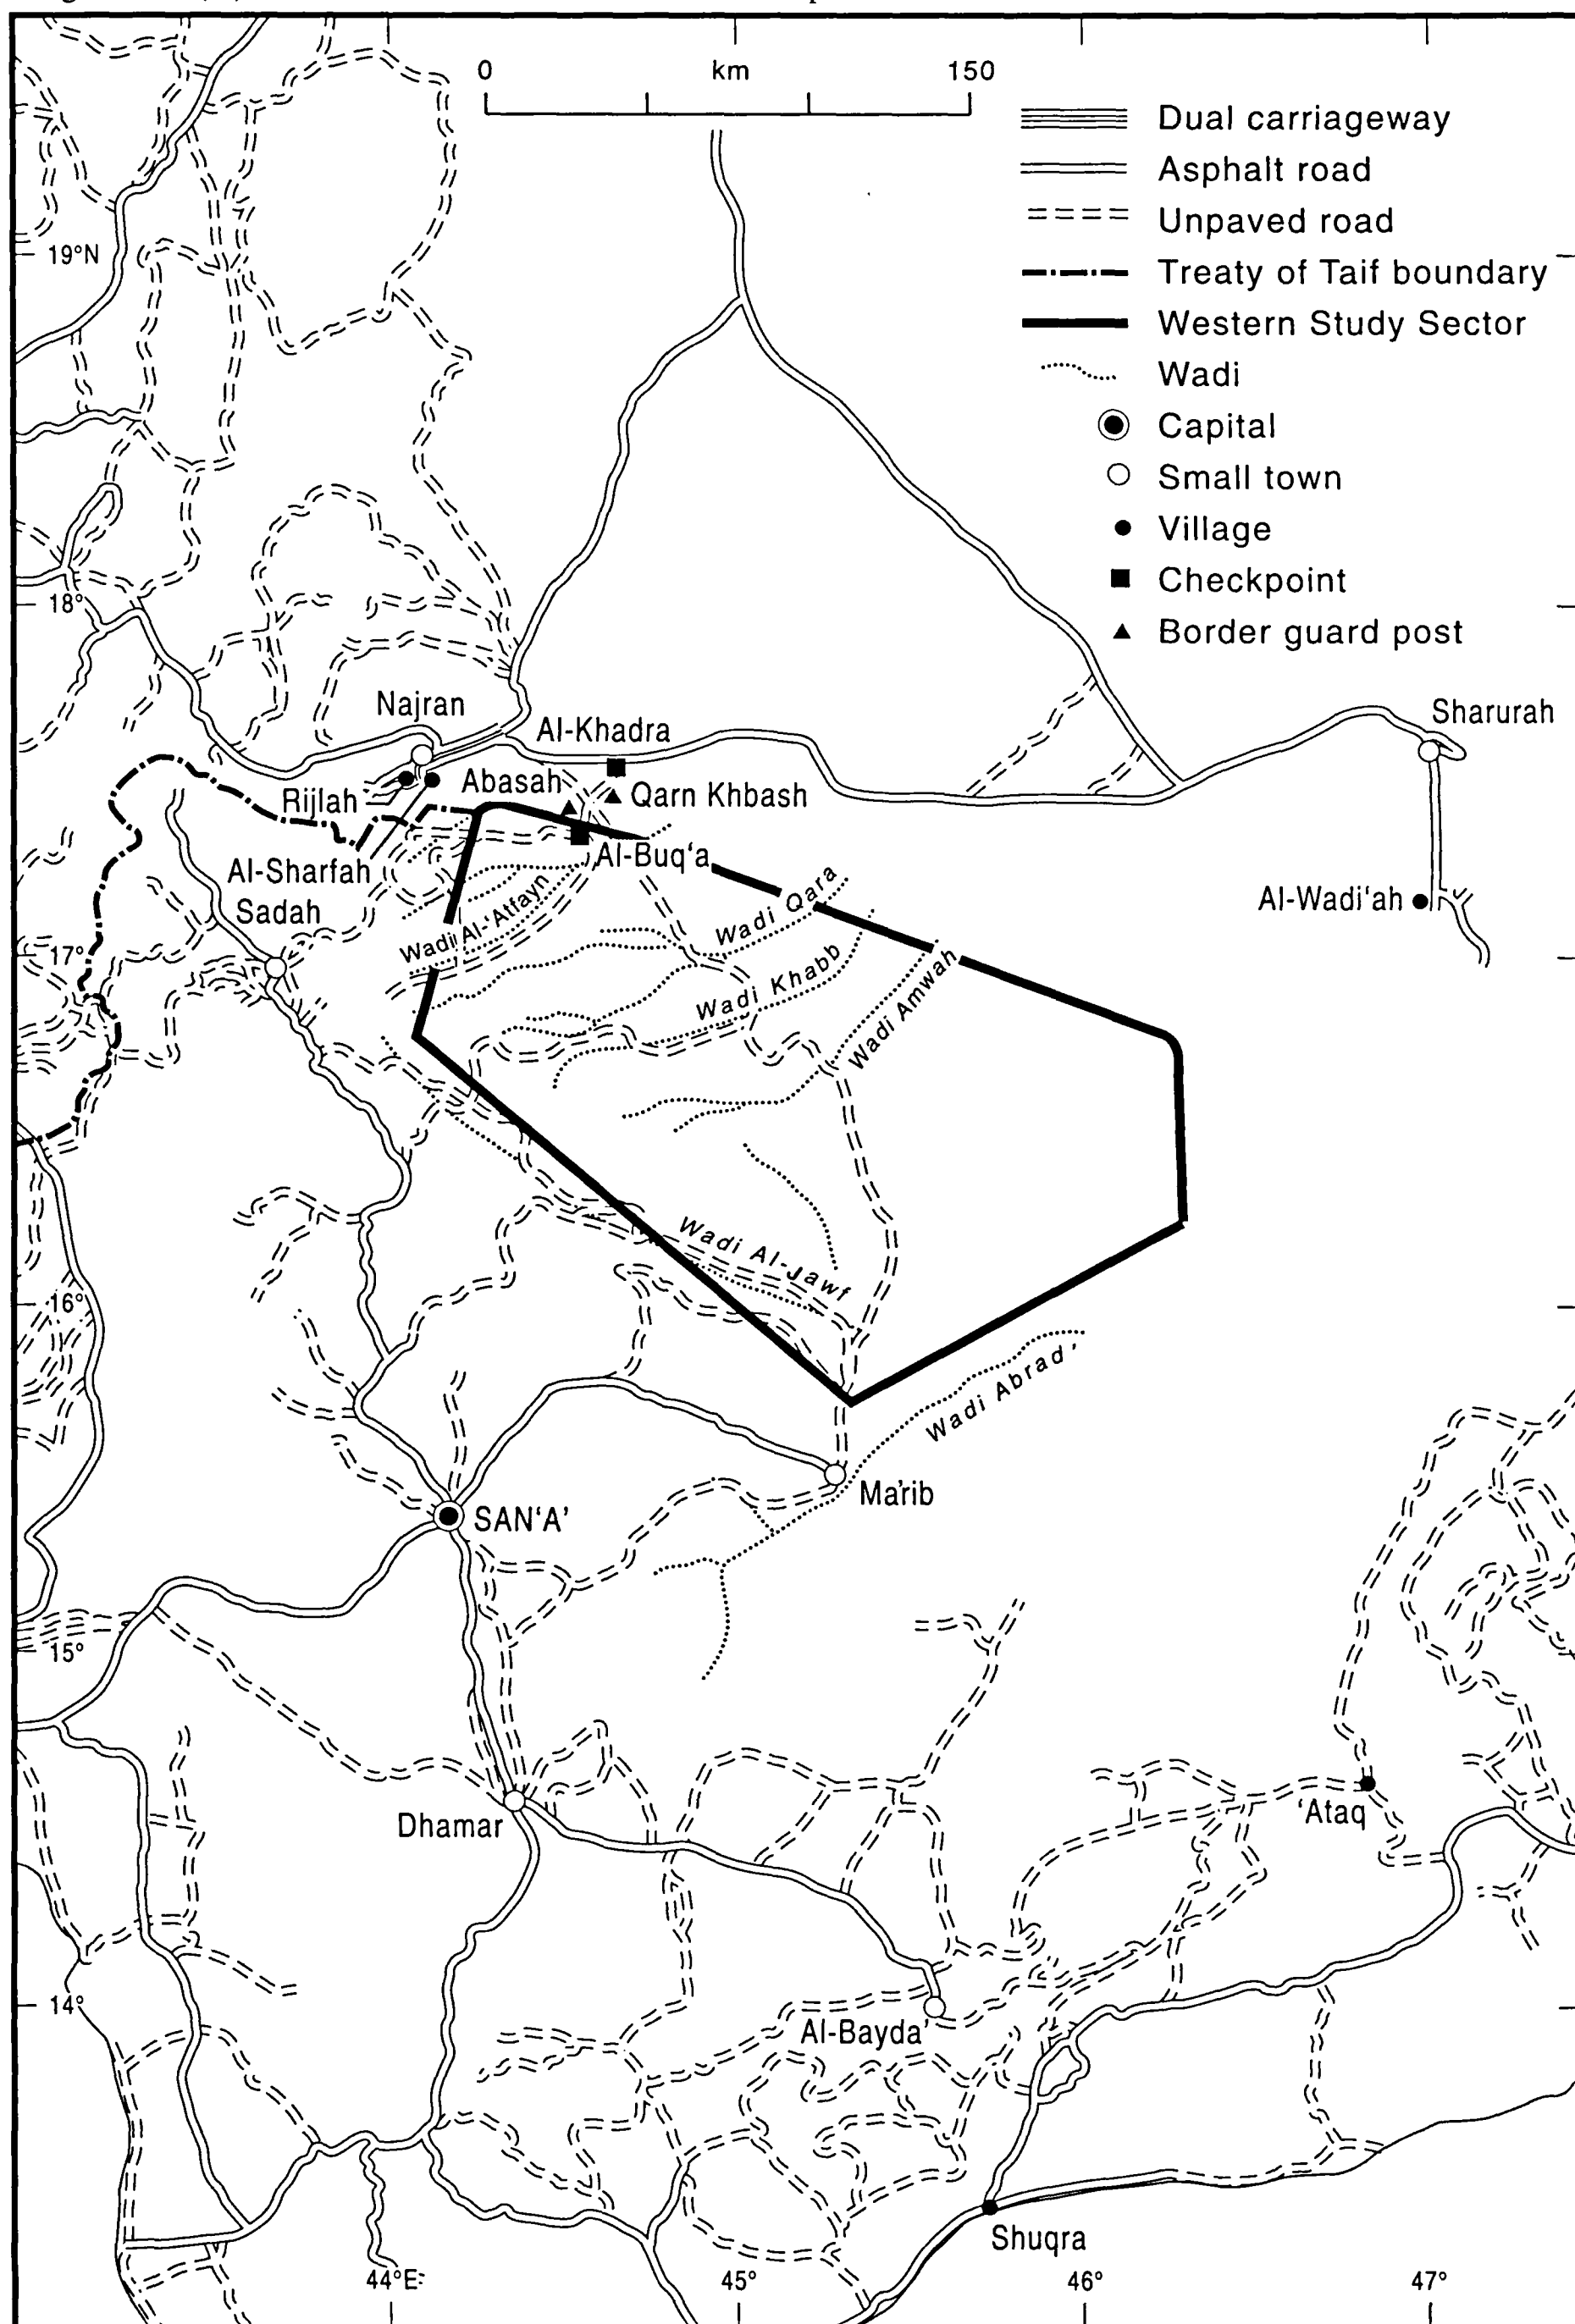 0 km 150
Dual carriageway
Asphalt road
Unpaved road
Treaty of Taif boundary
Western Study Sector
Wadi
Capital
Small town
Village
Checkpoint
Border guard post
19°N
18°
Najran
Al-Khadra
Sharurah
Abasah
Rijlah
Qarn Khbash
Al-Buq‘a
Al-Sharfah
Sadah
Al-Wadi‘ah
Wadi Al-‘Atfayn
Wadi Qara
17°
Wadi Khabb
Wadi Amwah
Wadi Al-Jawf
16°
Wadi Abrad'
Ma'rib
SAN‘A’
15°
Dhamar
‘Ataq
14°
Al-Bayda’
Shuqra
44°E
45°
46°
47°